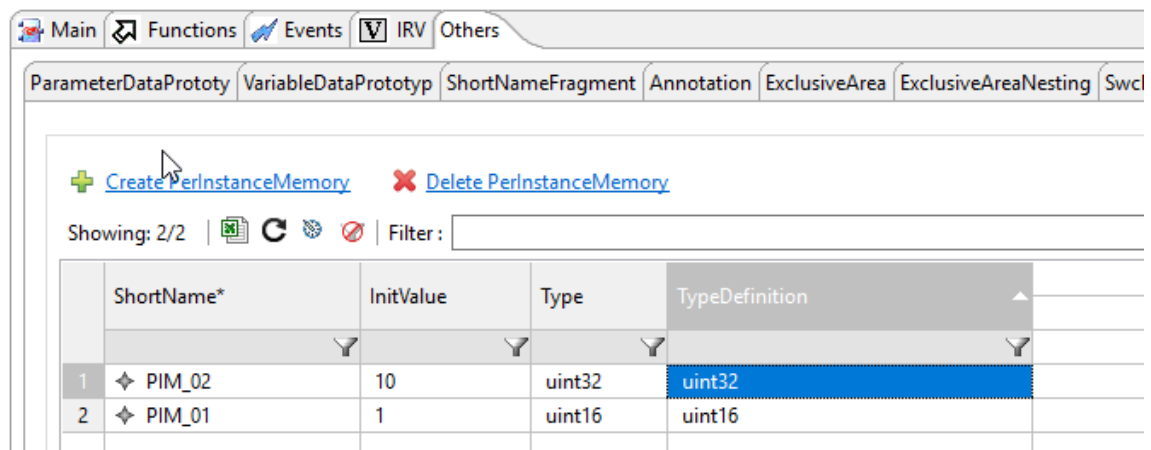 Main Functions Events V IRV Others
ParameterDataPrototy VariableDataPrototyp ShortNameFragment Annotation ExclusiveArea ExclusiveAreaNesting Swcl
Create PerInstanceMemory Delete PerInstanceMemory
Showing: 2/2 Filter :
ShortName* InitValue Type TypeDefinition
1 PIM_02 10 uint32 uint32
2 PIM_01 1 uint16 uint16